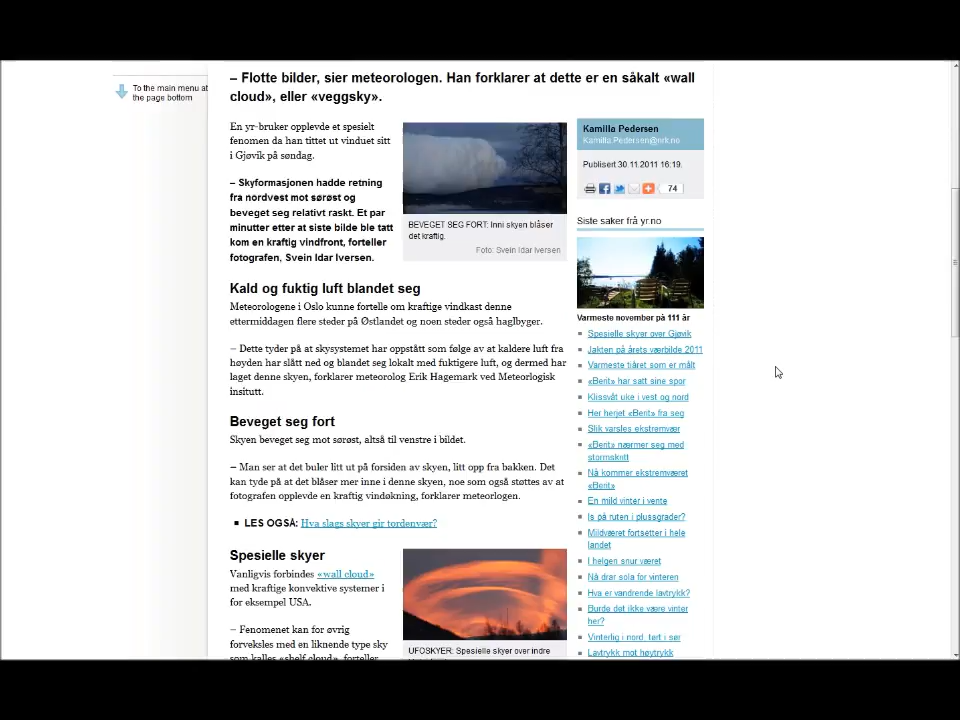 – Flotte bilder, sier meteorologen. Han forklarer at dette er en såkalt «wall
cloud», eller «veggsky».
To the main menu at
the page bottom
En yr-bruker opplevde et spesielt
fenomen da han tittet ut vinduet sitt
i Gjøvik på søndag.
– Skyformasjonen hadde retning
fra nordvest mot sørøst og
beveget seg relativt raskt. Et par
minutter etter at siste bilde ble tatt
kom en kraftig vindfront, forteller
fotografen, Svein Idar Iversen.
BEVEGET SEG FORT: Inni skyen blåser
det kraftig.
Foto: Svein Idar Iversen
Kald og fuktig luft blandet seg
Meteorologene i Oslo kunne fortelle om kraftige vindkast denne
ettermiddagen flere steder på Østlandet og noen steder også haglbyger.
– Dette tyder på at skysystemet har oppstått som følge av at kaldere luft fra
høyden har slått ned og blandet seg lokalt med fuktigere luft, og dermed har
laget denne skyen, forklarer meteorolog Erik Hagemark ved Meteorlogisk
insitutt.
Beveget seg fort
Skyen beveget seg mot sørøst, altså til venstre i bildet.
– Man ser at det buler litt ut på forsiden av skyen, litt opp fra bakken. Det
kan tyde på at det blåser mer inne i denne skyen, noe som også støttes av at
fotografen opplevde en kraftig vindøkning, forklarer meteorlogen.
LES OGSÅ: Hva slags skyer gir tordenvær?
Spesielle skyer
Vanligvis forbindes «wall cloud»
med kraftige konvektive systemer i
for eksempel USA.
– Fenomenet kan for øvrig
forveksles med en liknende type sky
som kalles «shelf cloud», forteller
UFOSKYER: Spesielle skyer over indre
Kamilla Pedersen
Kamilla.Pedersen@nrk.no
Publisert 30.11.2011 16:19.
74
Siste saker frå yr.no
Varmeste november på 111 år
Spesielle skyer over Gjøvik
Jakten på årets værbilde 2011
Varmeste tiåret som er målt
«Berit» har satt sine spor
Klissvåt uke i vest og nord
Her herjet «Berit» fra seg
Slik varsles ekstremvær
«Berit» nærmer seg med
stormskritt
Nå kommer ekstremværet
«Berit»
En mild vinter i vente
Is på ruten i plussgrader?
Mildværet fortsetter i hele
landet
I helgen snur været
Nå drar sola for vinteren
Hva er vandrende lavtrykk?
Burde det ikke være vinter
her?
Vinterlig i nord, tørt i sør
Lavtrykk mot høytrykk